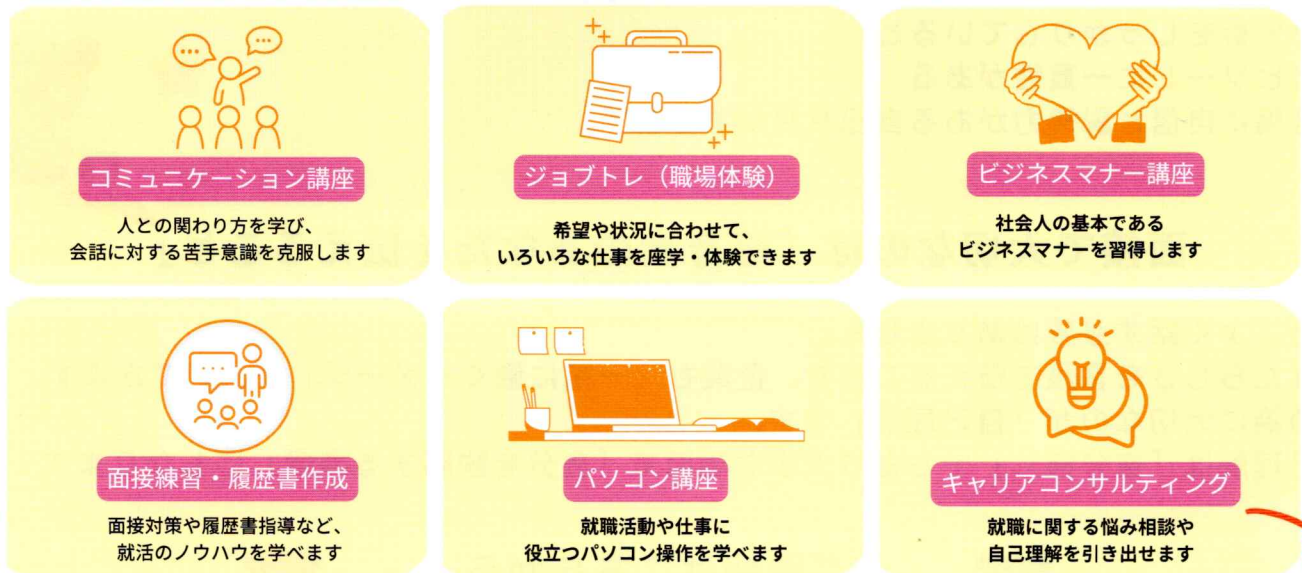 コミュニケーション講座
人との関わり方を学び、
会話に対する苦手意識を克服します
ジョブトレ（職場体験）
希望や状況に合わせて、
いろいろな仕事を座学・体験できます
ビジネスマナー講座
社会人の基本である
ビジネスマナーを習得します
面接練習・履歴書作成
面接対策や履歴書指導など、
就活のノウハウを学べます
パソコン講座
就職活動や仕事に
役立つパソコン操作を学べます
キャリアコンサルティング
就職に関する悩み相談や
自己理解を引き出せます